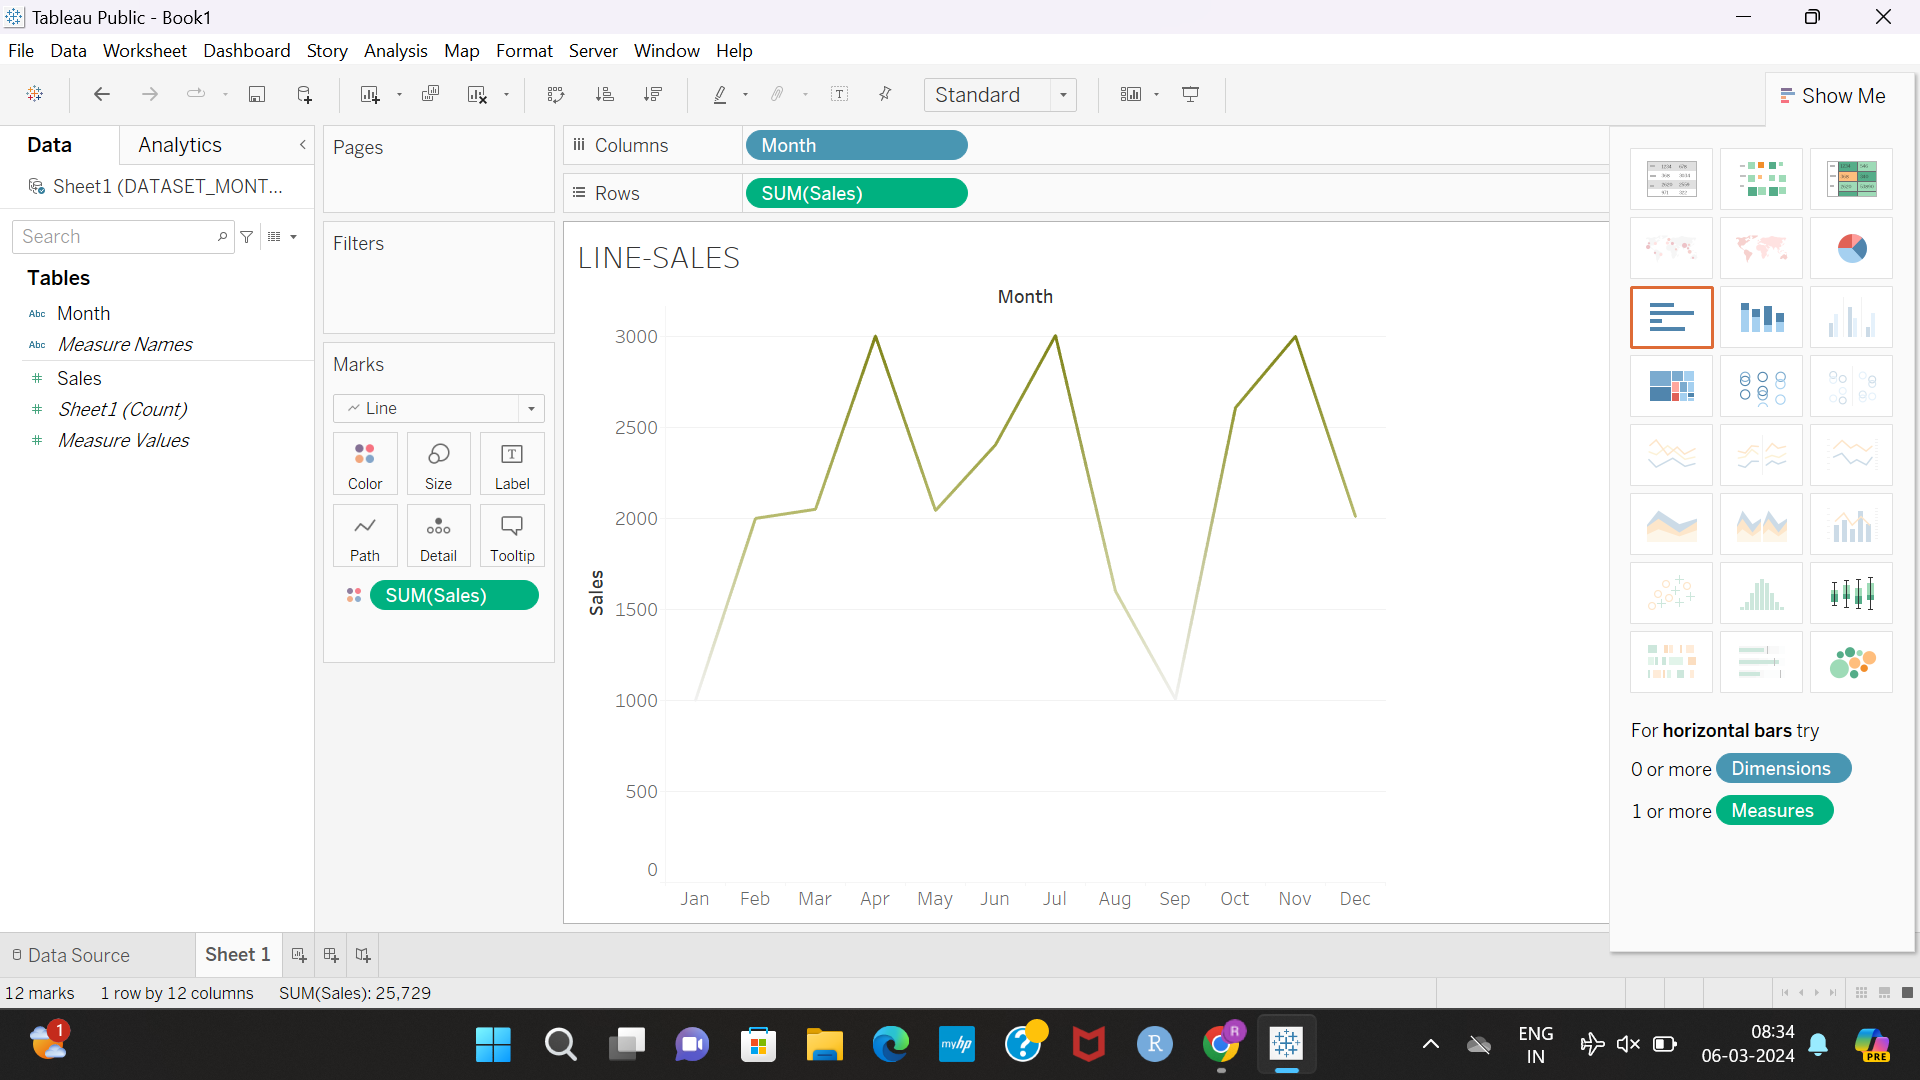 Tableau Public - Book1
File Data Worksheet Dashboard Story Analysis Map Format Server Window Help
Standard
Show Me
Data Analytics
Sheet1 (DATASET_MONT...
Search
Tables
Abc Month
Abc Measure Names
# Sales
# Sheet1 (Count)
# Measure Values
Pages
Filters
Marks
Line
Color Size Label
Path Detail Tooltip
SUM(Sales)
Columns Month
Rows SUM(Sales)
LINE-SALES
Month
Sales
3000
2500
2000
1500
1000
500
0
Jan Feb Mar Apr May Jun Jul Aug Sep Oct Nov Dec
For horizontal bars try
0 or more Dimensions
1 or more Measures
Data Source Sheet 1
12 marks 1 row by 12 columns SUM(Sales): 25,729
1
myhp
?
R
R
ENG
IN
08:34
06-03-2024
PRE